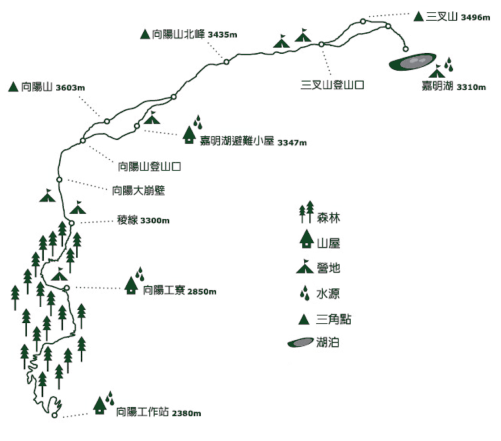 三叉山 3496m
向陽山北峰 3435m
三叉山登山口
嘉明湖 3310m
向陽山 3603m
嘉明湖避難小屋 3347m
向陽山登山口
向陽大崩壁
稜線 3300m
森林
山屋
營地
水源
三角點
湖泊
向陽工寮 2850m
向陽工作站 2380m